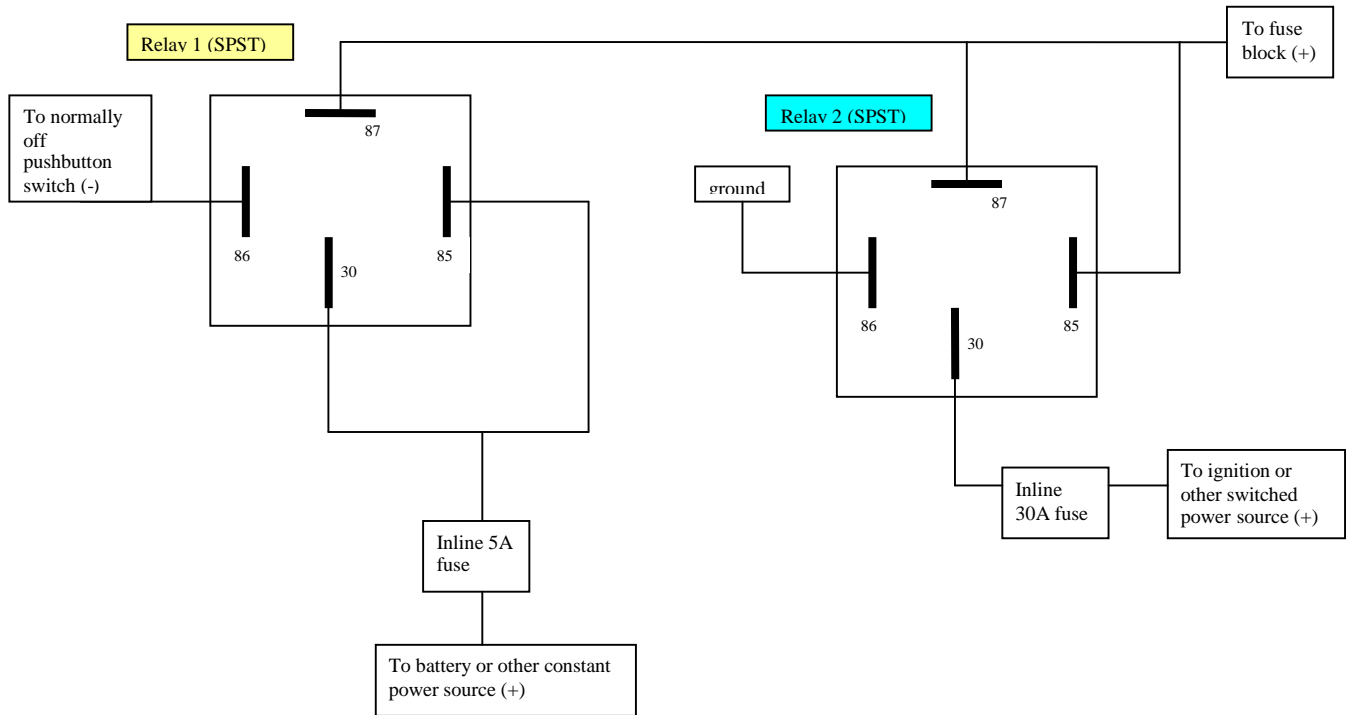 Relay 1 (SPST)
To fuse
block (+)
To normally
off
pushbutton
switch (-)
87
86
85
30
Relay 2 (SPST)
ground
87
86
85
30
Inline 5A
fuse
Inline
30A fuse
To ignition or
other switched
power source (+)
To battery or other constant
power source (+)